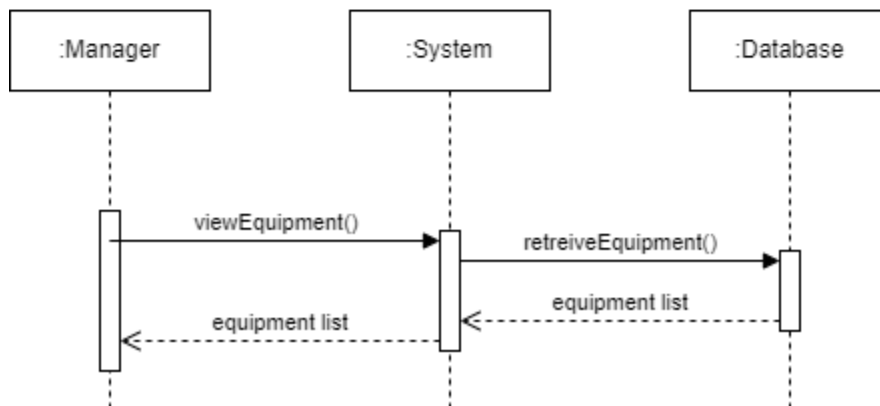 :Manager
:System
:Database
viewEquipment()
retreiveEquipment()
equipment list
equipment list